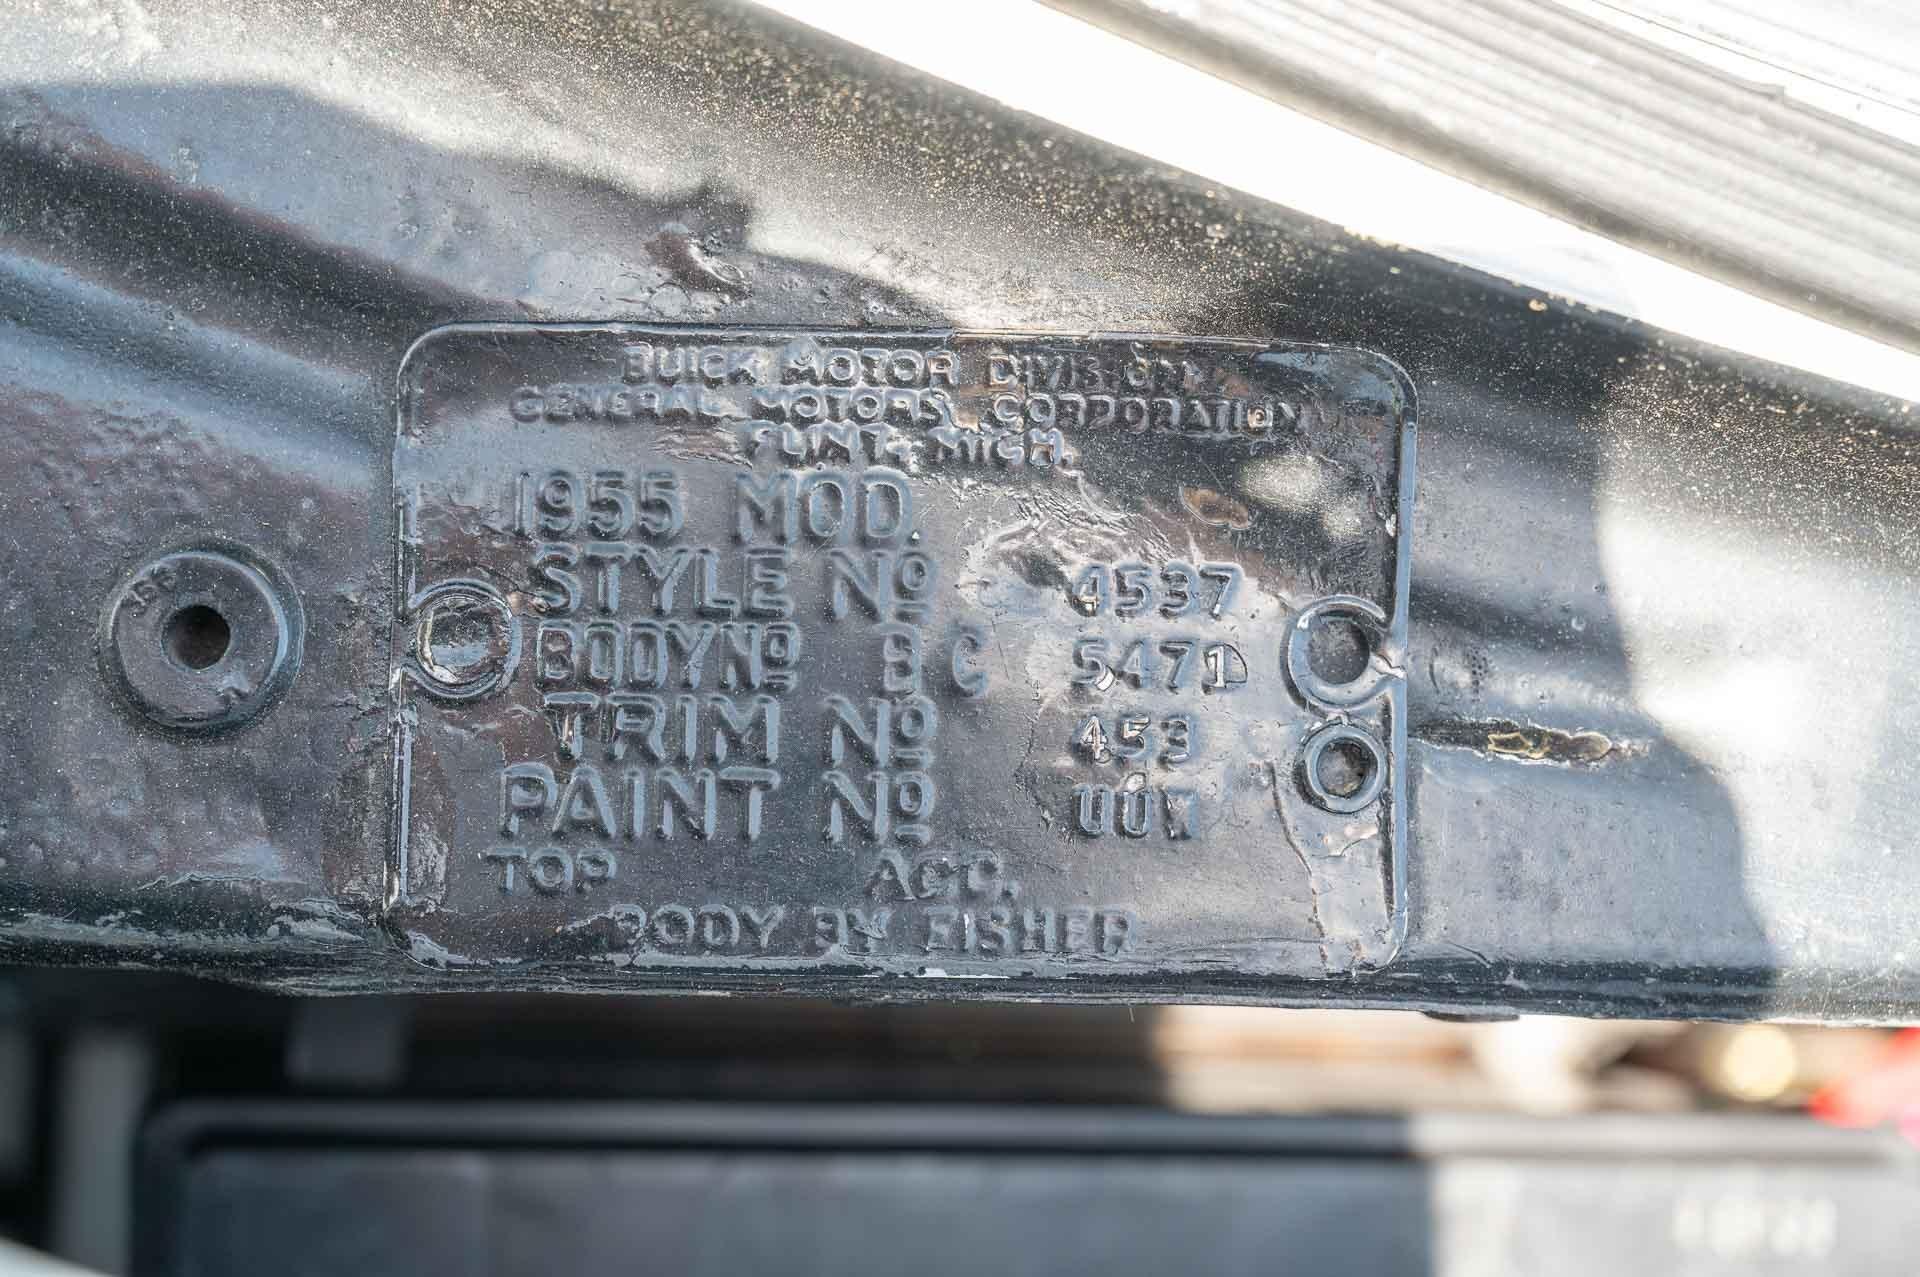 BUICK MOTOR DIVISION
GENERAL MOTORS CORPORATION
FLINT, MICH.
1955 MOD.
STYLE No 4537
BODY No BC 5471
TRIM No 453
PAINT No
TOP ACC.
BODY BY FISHER